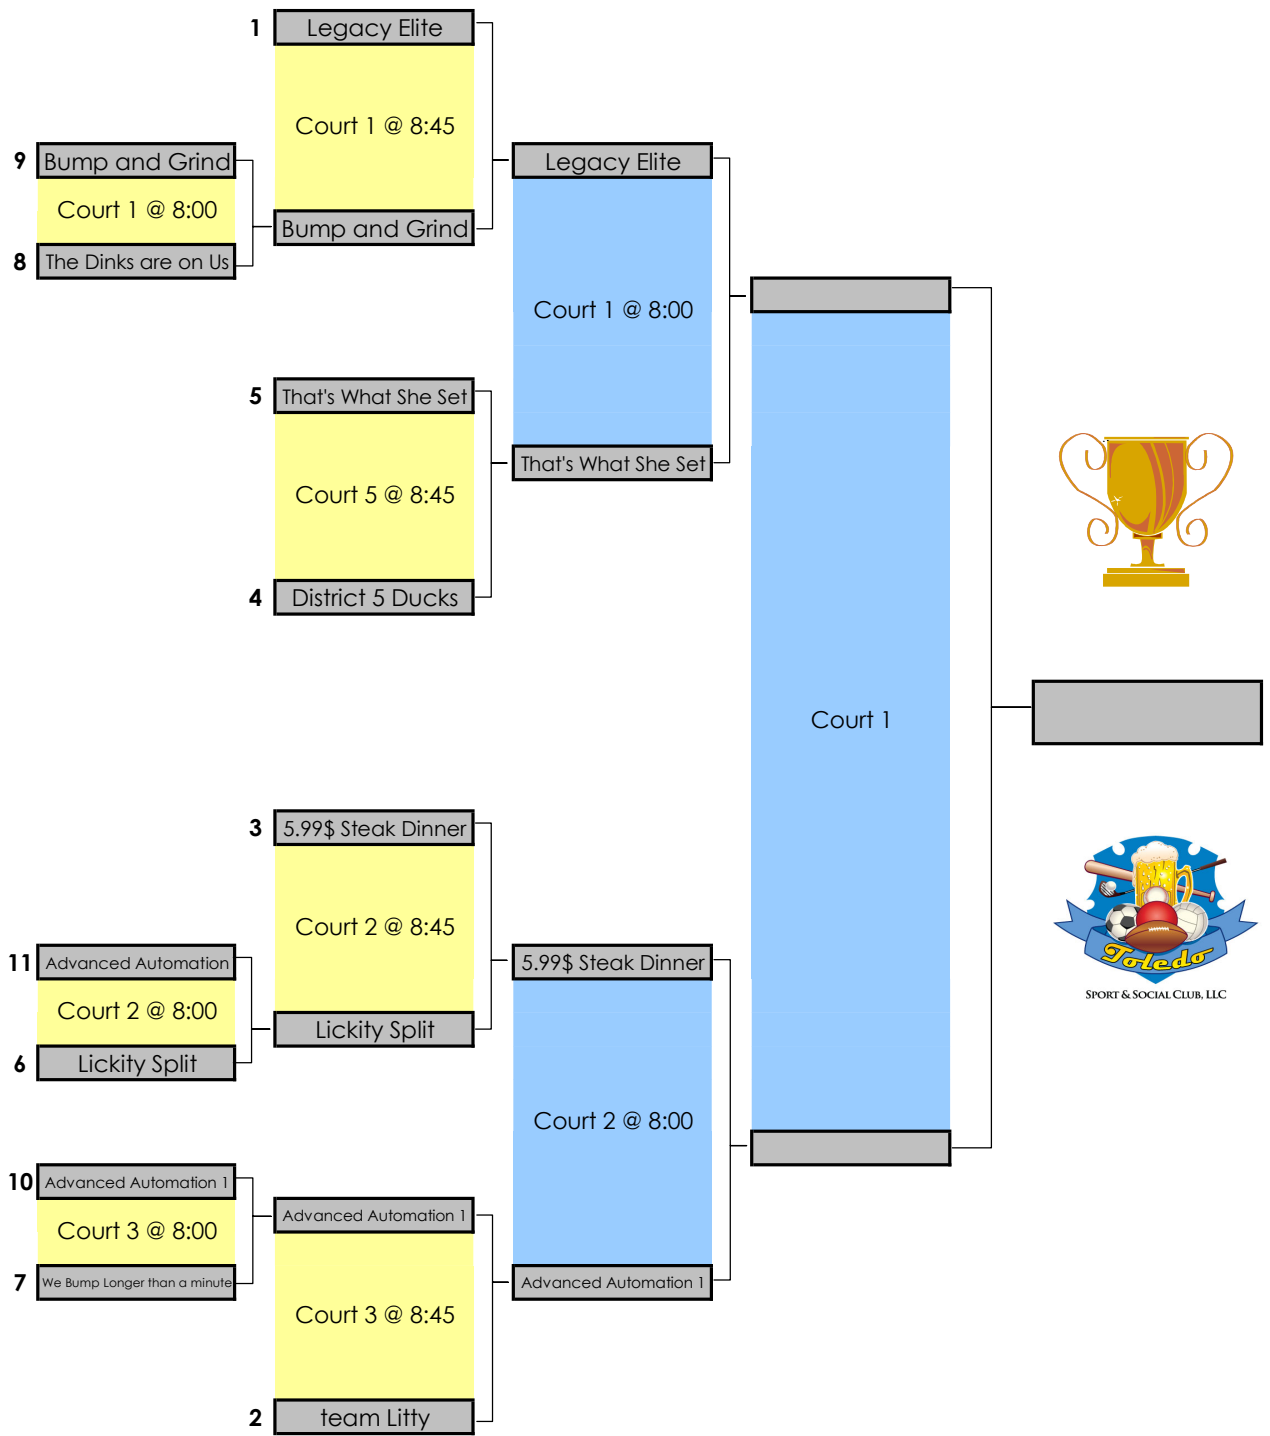 1
Legacy Elite
Court 1 @ 8:45
9
Bump and Grind
Legacy Elite
Court 1 @ 8:00
Bump and Grind
8
The Dinks are on Us
Court 1 @ 8:00
5
That's What She Set
That's What She Set
Court 5 @ 8:45
4
District 5 Ducks
Court 1
3
5.99$ Steak Dinner
Court 2 @ 8:45
11
Advanced Automation
5.99$ Steak Dinner
Court 2 @ 8:00
Lickity Split
6
Lickity Split
Toledo
SPORT & SOCIAL CLUB, LLC
Court 2 @ 8:00
10
Advanced Automation 1
Advanced Automation 1
Court 3 @ 8:00
7
We Bump Longer than a minute
Advanced Automation 1
Court 3 @ 8:45
2
team Litty